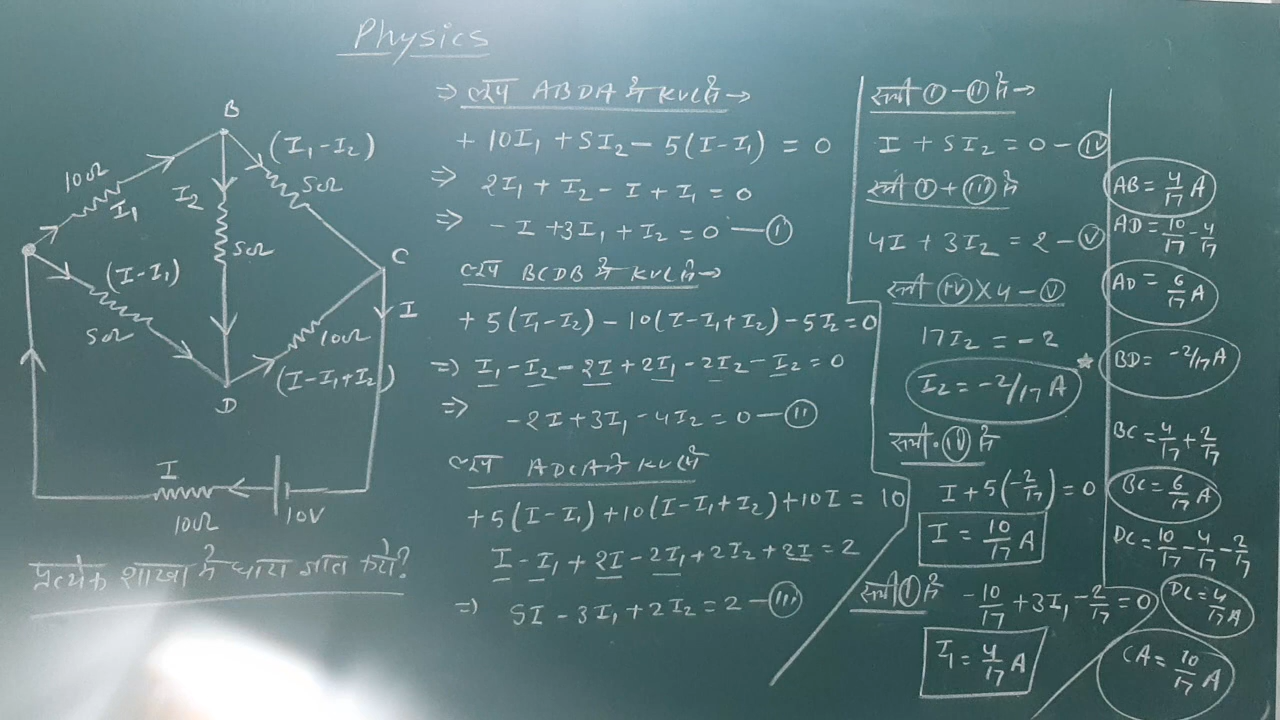 Physics
B
10Ω
I₁
I₂
(I₁-I₂)
5Ω
5Ω
C
(I-I₁)
5Ω
I
10Ω
(I-I₁+I₂)
D
I
10Ω
10V
प्रत्येक शाखा में धारा ज्ञात करो?
⇒ लूप ABDA में KVL से →
+ 10I₁ + 5I₂ - 5(I-I₁) = 0
⇒ 2I₁ + I₂ - I + I₁ = 0
⇒ - I + 3I₁ + I₂ = 0 — (I)
लूप BCDB में KVL से →
+ 5(I₁-I₂) - 10(I-I₁+I₂) - 5I₂ = 0
⇒ I₁ - I₂ - 2I + 2I₁ - 2I₂ - I₂ = 0
⇒ -2I + 3I₁ - 4I₂ = 0 — (II)
लूप ADCA में KVL से
+5(I-I₁) + 10(I-I₁+I₂) + 10I = 10
I - I₁ + 2I - 2I₁ + 2I₂ + 2I = 2
⇒ 5I - 3I₁ + 2I₂ = 2 — (III)
समी (I) - (II) से →
I + 5I₂ = 0 — (IV)
समी (I) + (III) से
4I + 3I₂ = 2 — (V)
समी (IV) X 4 - (V)
17I₂ = -2
I₂ = -2/17 A
समी. (IV) से
I + 5(-2/17) = 0
I = 10/17 A
समी (I) से
-10/17 + 3I₁ - 2/17 = 0
I₁ = 4/17 A
AB = 4/17 A
AD = 10/17 - 4/17
AD = 6/17 A
BD = -2/17 A
BC = 4/17 + 2/17
BC = 6/17 A
DC = 10/17 - 4/17 - 2/17
DC = 4/17 A
CA = 10/17 A